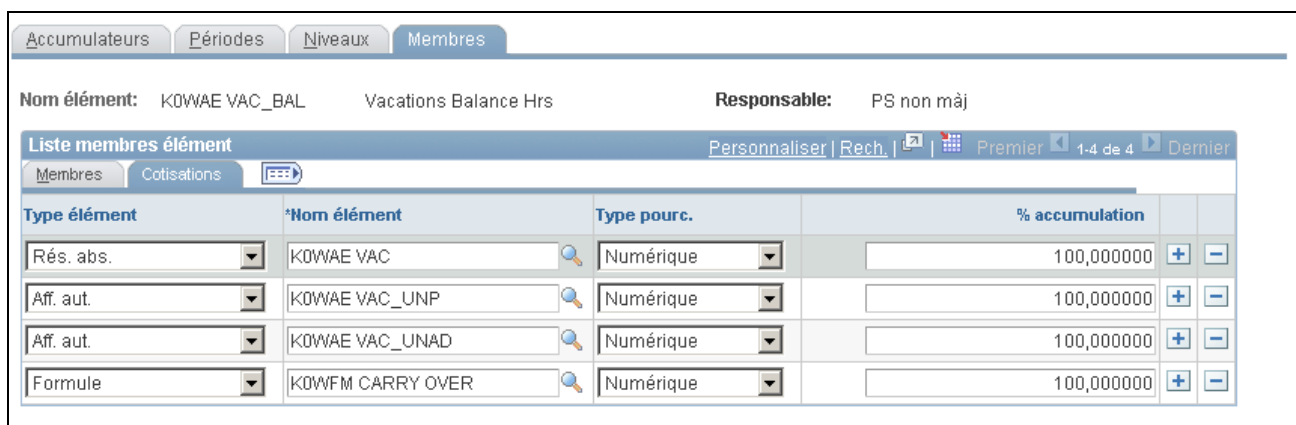 Accumulateurs Périodes Niveaux Membres
Nom élément: K0WAE VAC_BAL Vacations Balance Hrs Responsable: PS non màj
Liste membres élément Personnaliser | Rech. | | Premier 1-4 de 4 Dernier
Membres Cotisations
Type élément *Nom élément Type pourc. % accumulation
Rés. abs. K0WAE VAC Numérique 100,000000
Aff. aut. K0WAE VAC_UNP Numérique 100,000000
Aff. aut. K0WAE VAC_UNAD Numérique 100,000000
Formule K0WFM CARRY OVER Numérique 100,000000